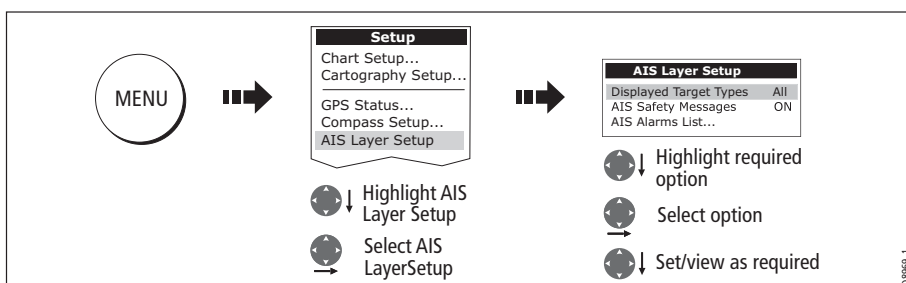 MENU
Setup
Chart Setup...
Cartography Setup...
GPS Status...
Compass Setup...
AIS Layer Setup
Highlight AIS
Layer Setup
Select AIS
LayerSetup
AIS Layer Setup
Displayed Target Types All
AIS Safety Messages ON
AIS Alarms List...
Highlight required
option
Select option
Set/view as required